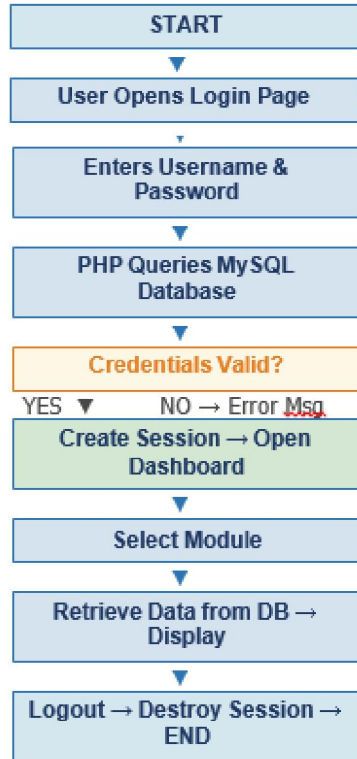 START
User Opens Login Page
Enters Username &
Password
PHP Queries MySQL
Database
Credentials Valid?
YES ▼ NO → Error Msg
Create Session → Open
Dashboard
Select Module
Retrieve Data from DB →
Display
Logout → Destroy Session →
END